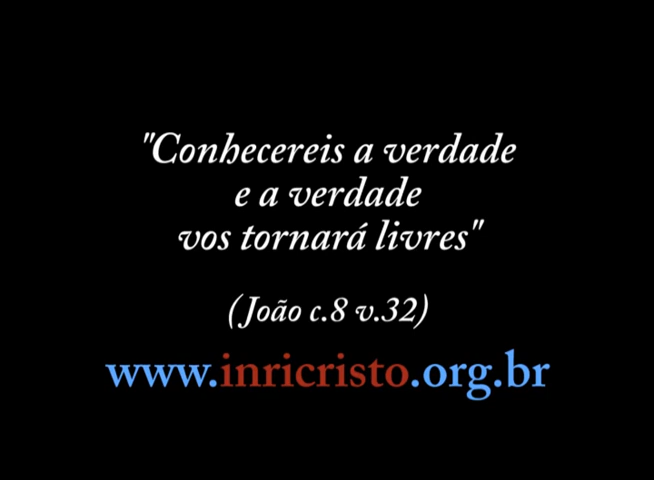 "Conhecereis a verdade
e a verdade
vos tornará livres"
(João c.8 v.32)
www.inricristo.org.br